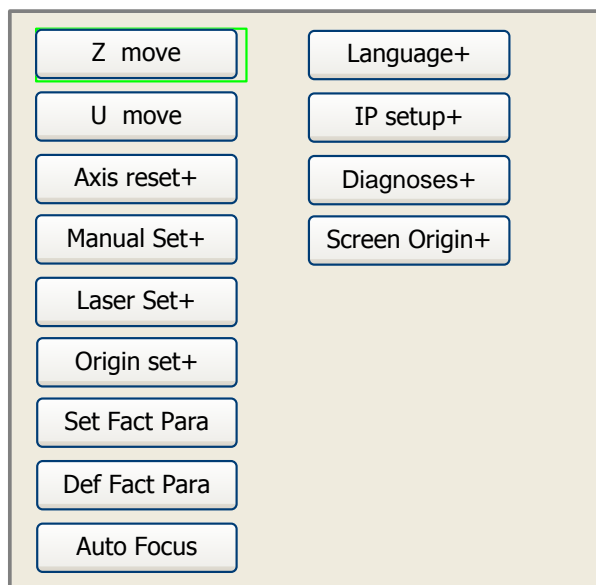 Z move
U move
Axis reset+
Manual Set+
Laser Set+
Origin set+
Set Fact Para
Def Fact Para
Auto Focus
Language+
IP setup+
Diagnoses+
Screen Origin+